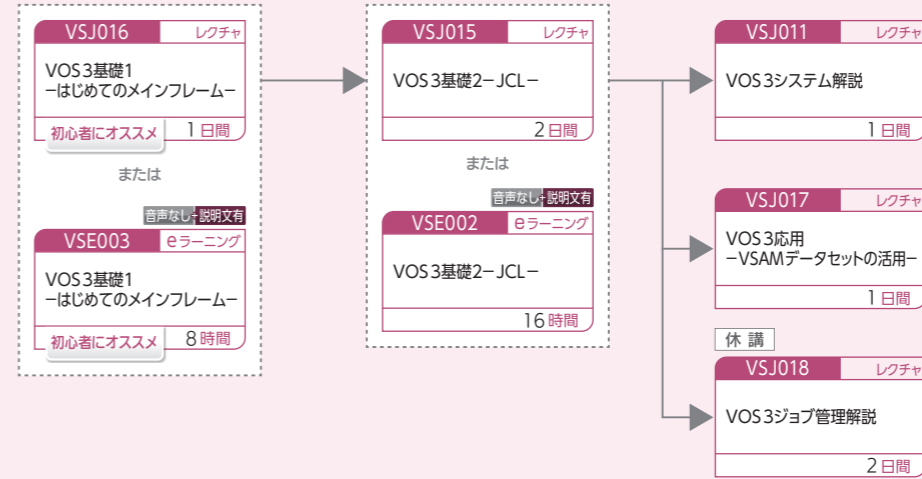 VSJ016 レクチャ
VOS3基礎1
−はじめてのメインフレーム−
初心者にオススメ 1日間
または
音声なし+説明文有
VSE003 eラーニング
VOS3基礎1
−はじめてのメインフレーム−
初心者にオススメ 8時間
VSJ015 レクチャ
VOS3基礎2−JCL−
2日間
または
音声なし+説明文有
VSE002 eラーニング
VOS3基礎2−JCL−
16時間
VSJ011 レクチャ
VOS3システム解説
1日間
VSJ017 レクチャ
VOS3応用
−VSAMデータセットの活用−
1日間
休 講
VSJ018 レクチャ
VOS3ジョブ管理解説
2日間